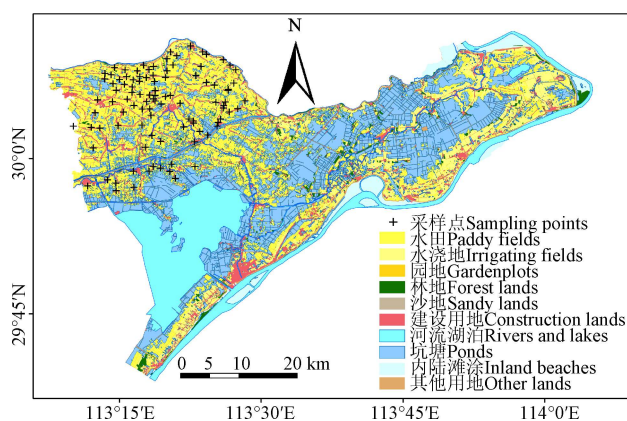 N
30°0′N
29°45′N
采样点Sampling points
水田Paddy fields
水浇地Irrigating fields
园地Gardenplots
林地Forest lands
沙地Sandy lands
建设用地Construction lands
河流湖泊Rivers and lakes
坑塘Ponds
内陆滩涂Inland beaches
其他用地Other lands
0 5 10 20 km
113°15′E 113°30′E 113°45′E 114°0′E